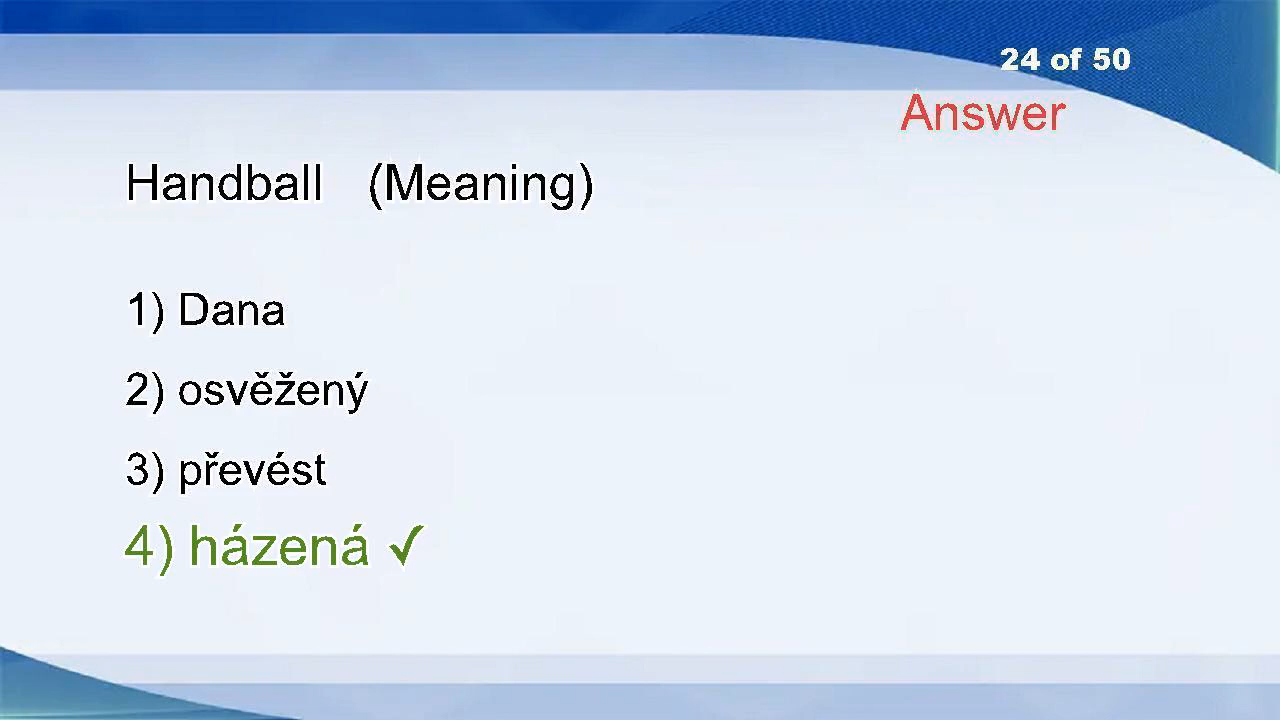 24 of 50
Answer
Handball (Meaning)
1) Dana
2) osvěžený
3) převést
4) házená ✓